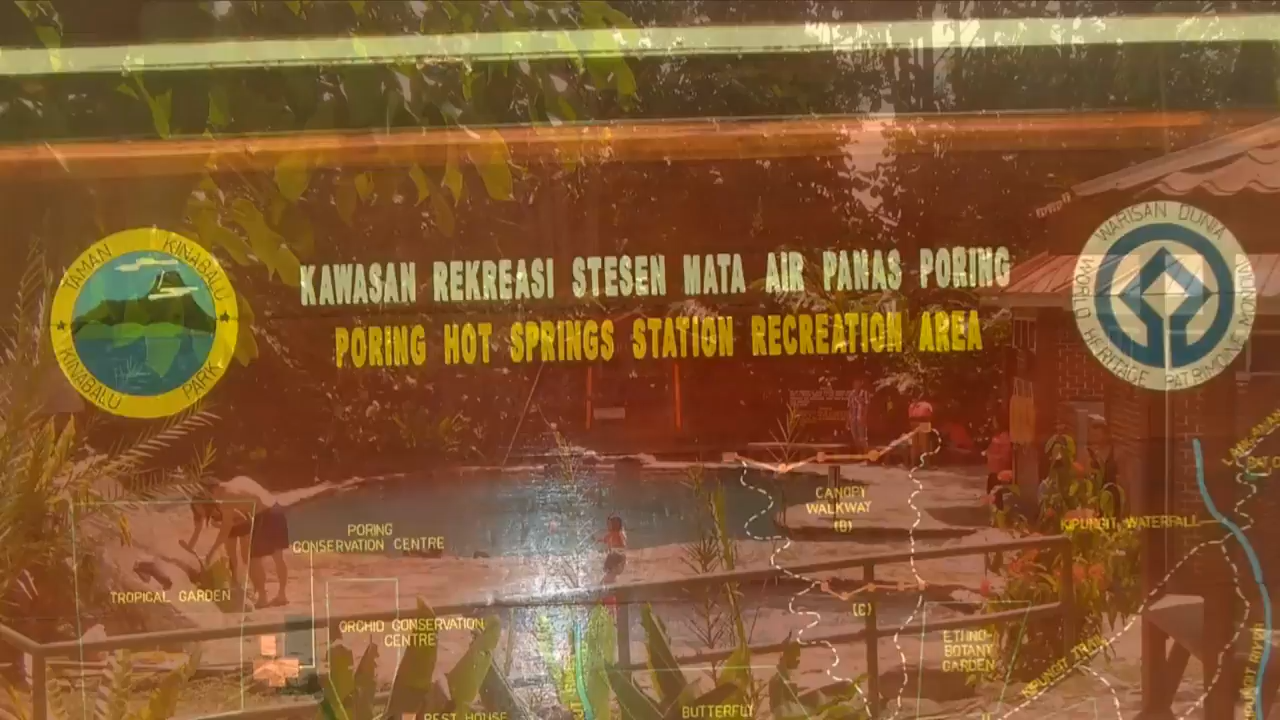 TAMAN KINABALU
KINABALU PARK
KAWASAN REKREASI STESEN MATA AIR PANAS PORING
PORING HOT SPRINGS STATION RECREATION AREA
WARISAN DUNIA
WORLD HERITAGE
PATRIMOINE MONDIAL
CANOPY
WALKWAY
(B)
KIPUNGIT WATERFALL
PORING
CONSERVATION CENTRE
TROPICAL GARDEN
ORCHID CONSERVATION
CENTRE
(C)
ETHNO-
BOTANY
GARDEN
KIPUNGIT TRAIL
REST HOUSE
BUTTERFLY